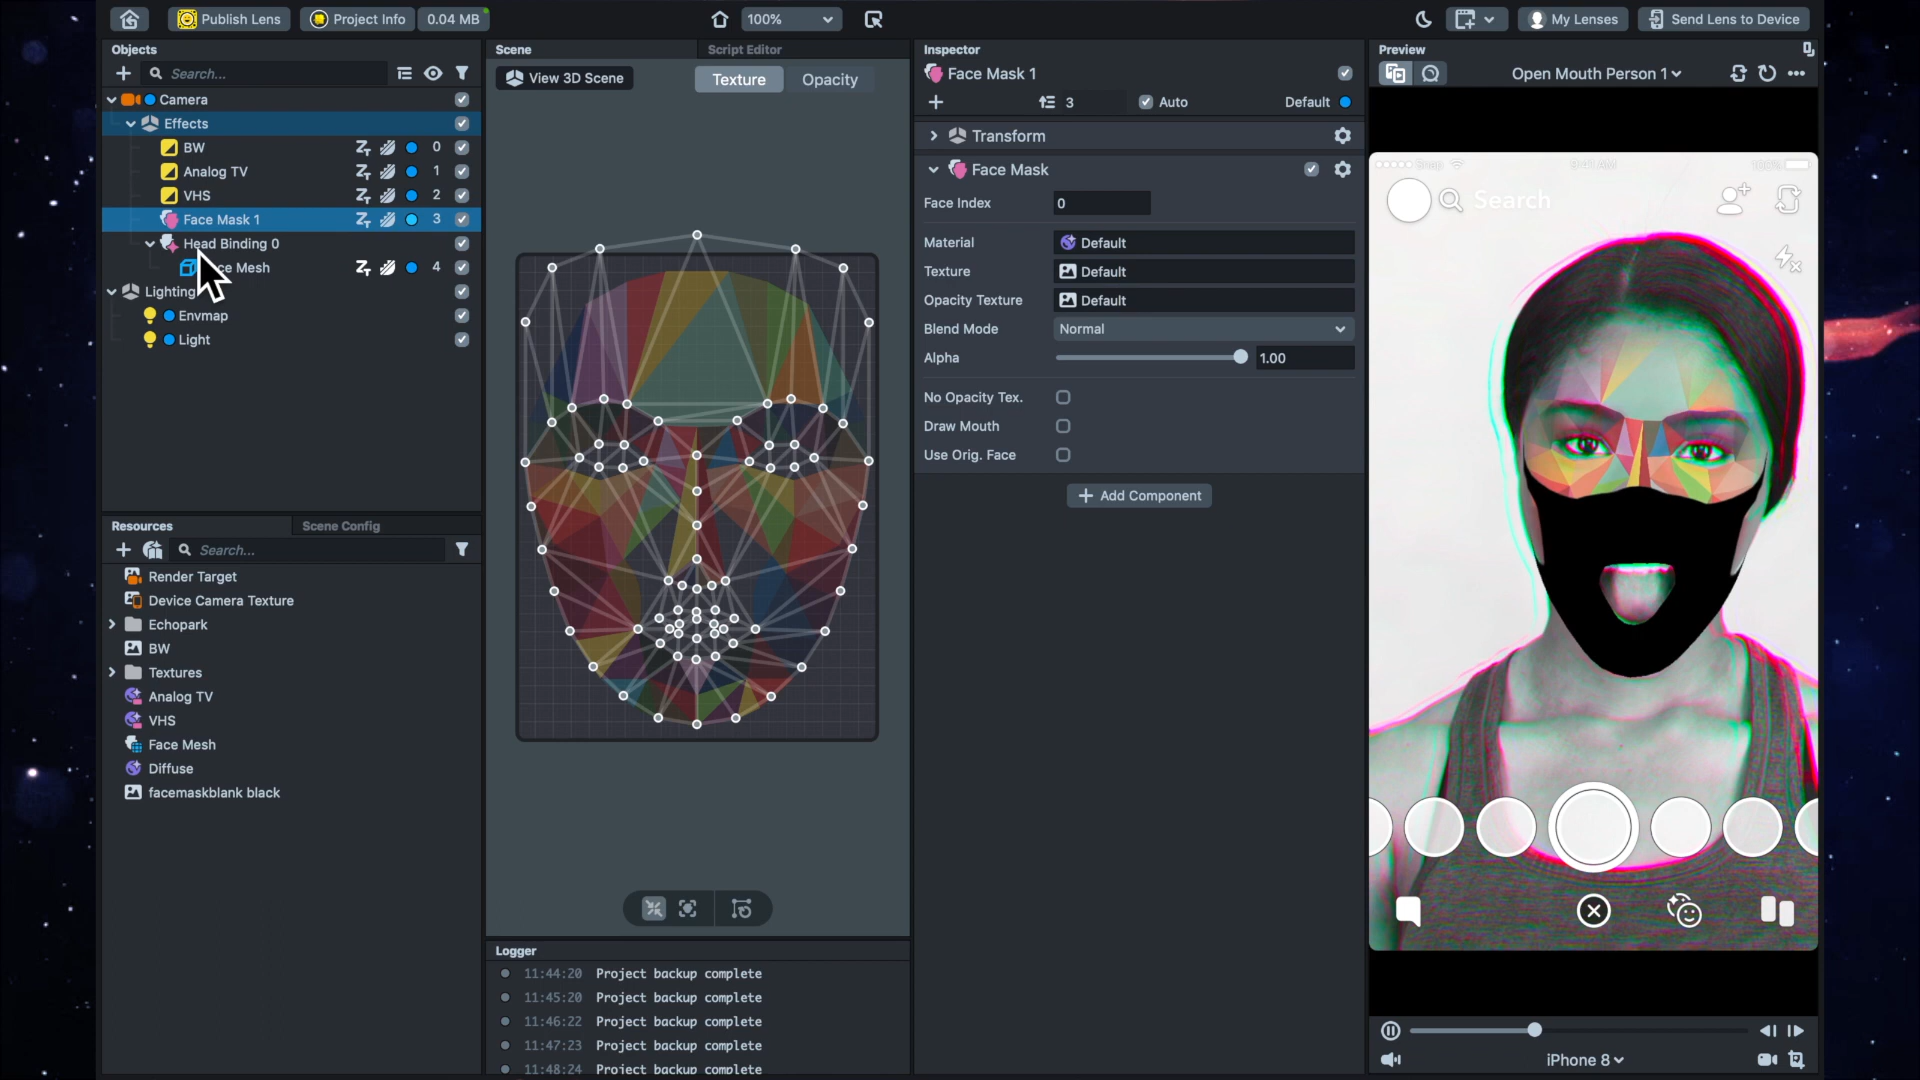 Publish Lens
Project Info
0.04 MB
100%
My Lenses
Send Lens to Device
Objects
Search...
Camera
Effects
BW 0
Analog TV 1
VHS 2
Face Mask 1 3
Head Binding 0
ce Mesh 4
Lighting
Envmap
Light
Resources
Scene Config
Search...
Render Target
Device Camera Texture
Echopark
BW
Textures
Analog TV
VHS
Face Mesh
Diffuse
facemaskblank black
Scene
Script Editor
View 3D Scene
Texture
Opacity
Logger
11:44:20 Project backup complete
11:45:20 Project backup complete
11:46:22 Project backup complete
11:47:23 Project backup complete
11:48:24 Project backup complete
Inspector
Face Mask 1
3
Auto
Default
Transform
Face Mask
Face Index 0
Material Default
Texture Default
Opacity Texture Default
Blend Mode Normal
Alpha 1.00
No Opacity Tex.
Draw Mouth
Use Orig. Face
Add Component
Preview
Open Mouth Person 1
Snap
9:41 AM
100%
Search
iPhone 8